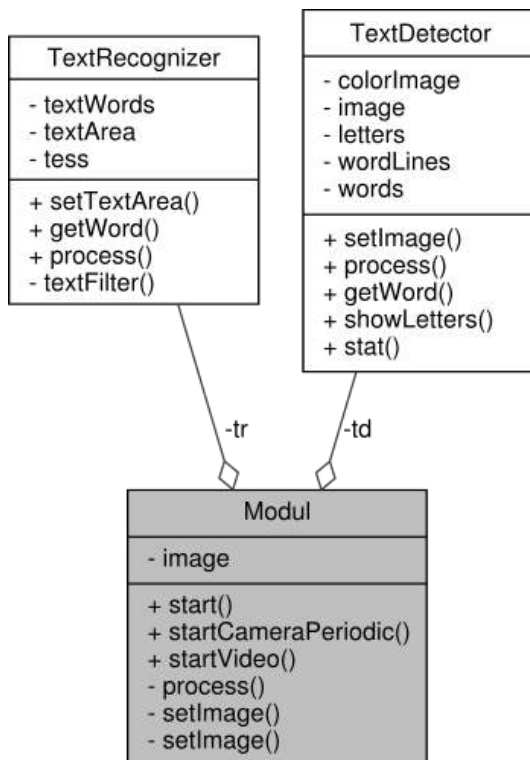 TextRecognizer
- textWords
- textArea
- tess
+ setTextArea()
+ getWord()
+ process()
- textFilter()
TextDetector
- colorImage
- image
- letters
- wordLines
- words
+ setImage()
+ process()
+ getWord()
+ showLetters()
+ stat()
-tr
-td
Modul
- image
+ start()
+ startCameraPeriodic()
+ startVideo()
- process()
- setImage()
- setImage()